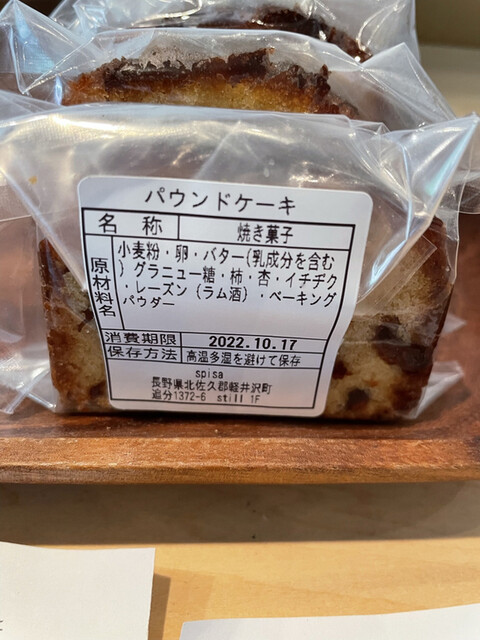 パウンドケーキ
名 称 焼き菓子
原材料名 小麦粉・卵・バター(乳成分を含む
)グラニュー糖・柿・杏・イチヂク
・レーズン(ラム酒)・ベーキング
パウダー
消費期限 2022.10.17
保存方法 高温多湿を避けて保存
spisa
長野県北佐久郡軽井沢町
追分1372-6 still 1F